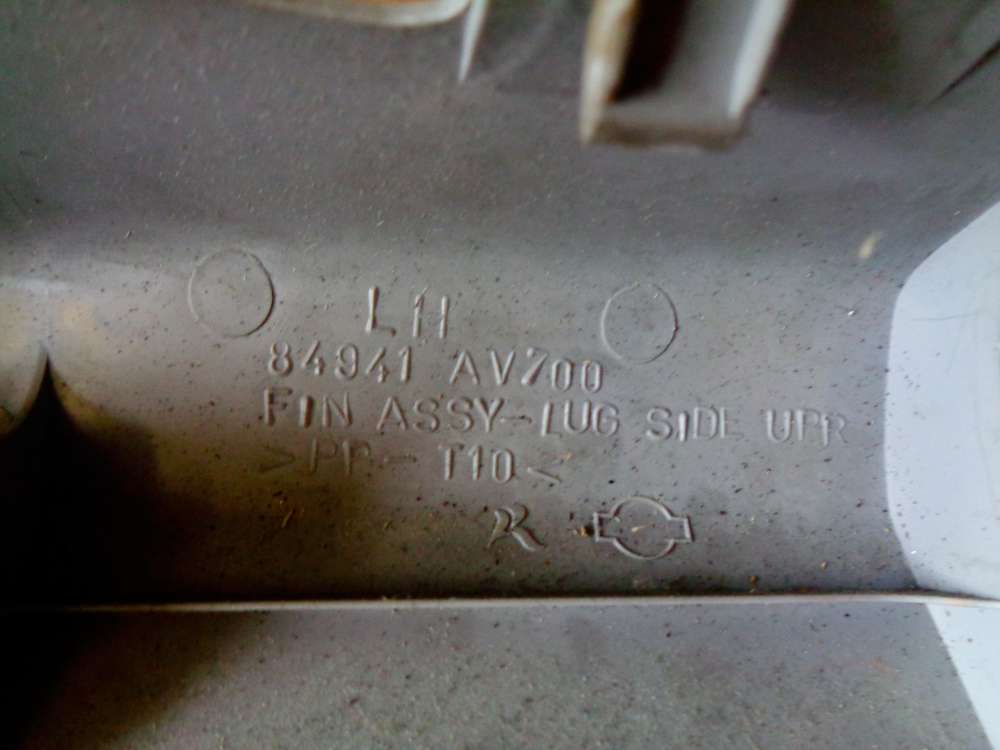 LH
84941 AV700
FIN ASSY-LUG SIDE UPR
>PP-T10<